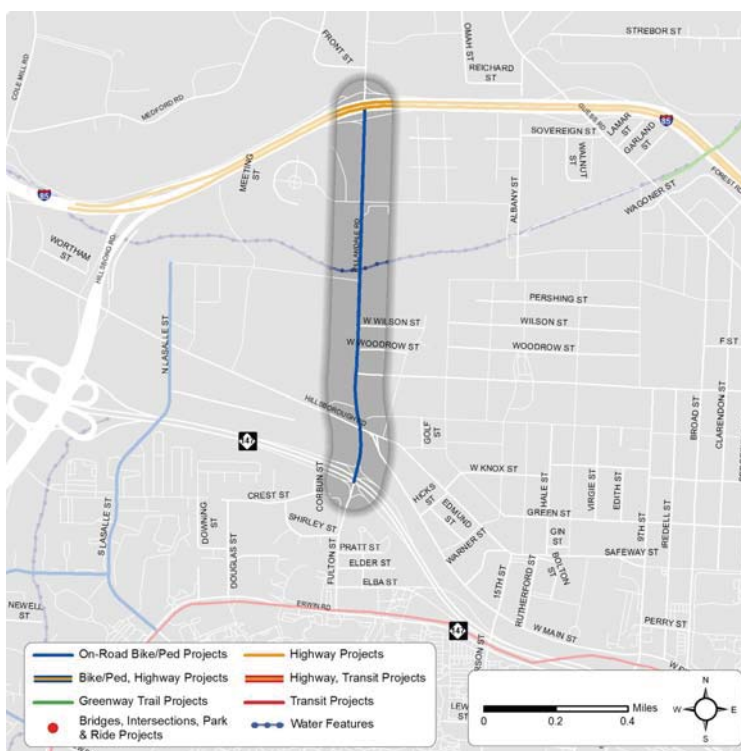 FRONT ST
OMAH ST
STREBOR ST
COLE MILL RD
REICHARD
ST
MEDFORD RD
GUESS RD
LAMAR
ST
GARLAND
ST
85
SOVEREIGN ST
WALNUT
ST
MEETING
ST
FOREST RD
85
ALBANY ST
WAGONER ST
HILLSBORO RD
WORTHAM
ST
HILLANDALE RD
PERSHING ST
N LASALLE ST
W WILSON ST
WILSON ST
W WOODROW ST
WOODROW ST
F ST
BROAD ST
CLARENDON ST
HILLSBOROUGH RD
GOLF
ST
147
W KNOX ST
CORBUN ST
CREST ST
HICKS
ST
EDMUND
ST
HALE ST
VIRGIE ST
EDITH ST
GREEN ST
DOWNING
ST
SHIRLEY ST
WARNER ST
GIN
ST
9TH ST
IREDELL ST
S LASALLE ST
DOUGLAS ST
FULTON ST
PRATT ST
ELDER ST
BOLTON
ST
SAFEWAY ST
ELBA ST
15TH ST
RUTHERFORD ST
NEWELL
ST
ERWIN RD
147
W MAIN ST
PERRY ST
On-Road Bike/Ped Projects
Highway Projects
Bike/Ped, Highway Projects
Highway, Transit Projects
Greenway Trail Projects
Transit Projects
Bridges, Intersections, Park
& Ride Projects
Water Features
Miles
0
0.2
0.4
N
W
E
S